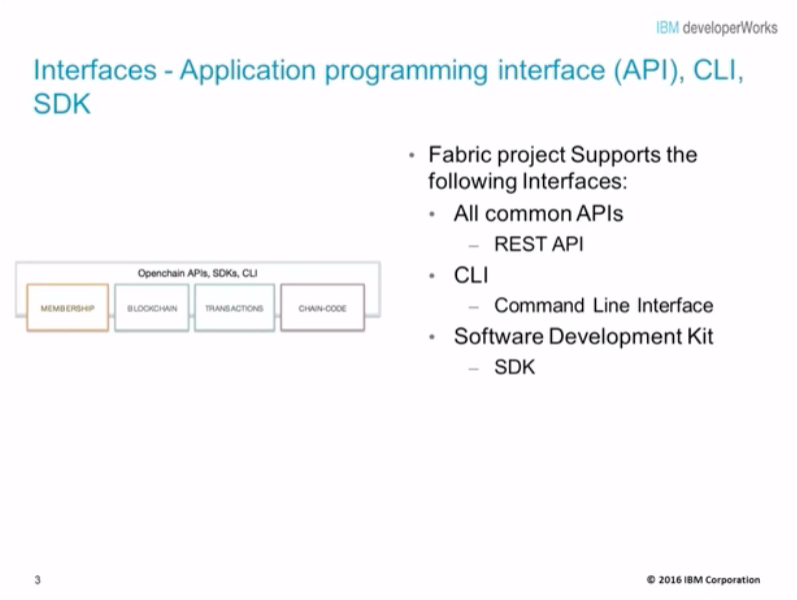 IBM developerWorks
Interfaces - Application programming interface (API), CLI,
SDK
• Fabric project Supports the
following Interfaces:
• All common APIs
– REST API
• CLI
– Command Line Interface
• Software Development Kit
– SDK
Openchain APIs, SDKs, CLI
MEMBERSHIP
BLOCKCHAIN
TRANSACTIONS
CHAIN-CODE
3
© 2016 IBM Corporation